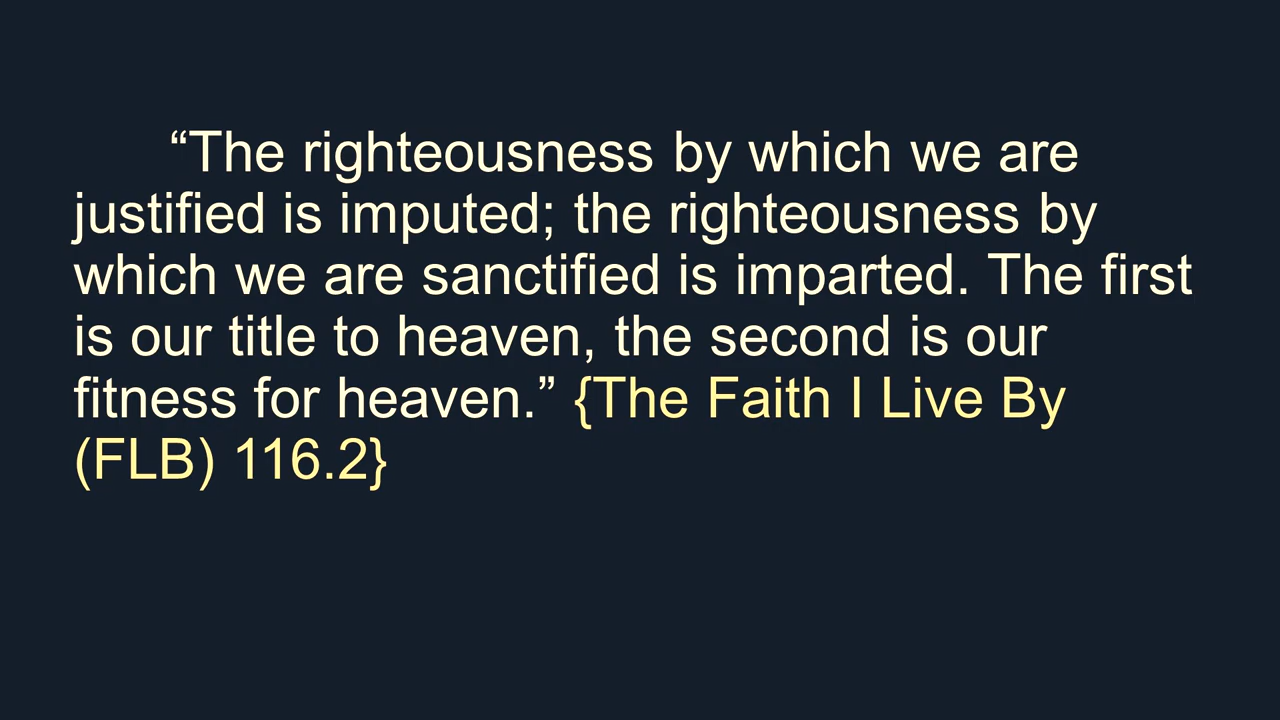 “The righteousness by which we are
justified is imputed; the righteousness by
which we are sanctified is imparted. The first
is our title to heaven, the second is our
fitness for heaven.” {The Faith I Live By
(FLB) 116.2}